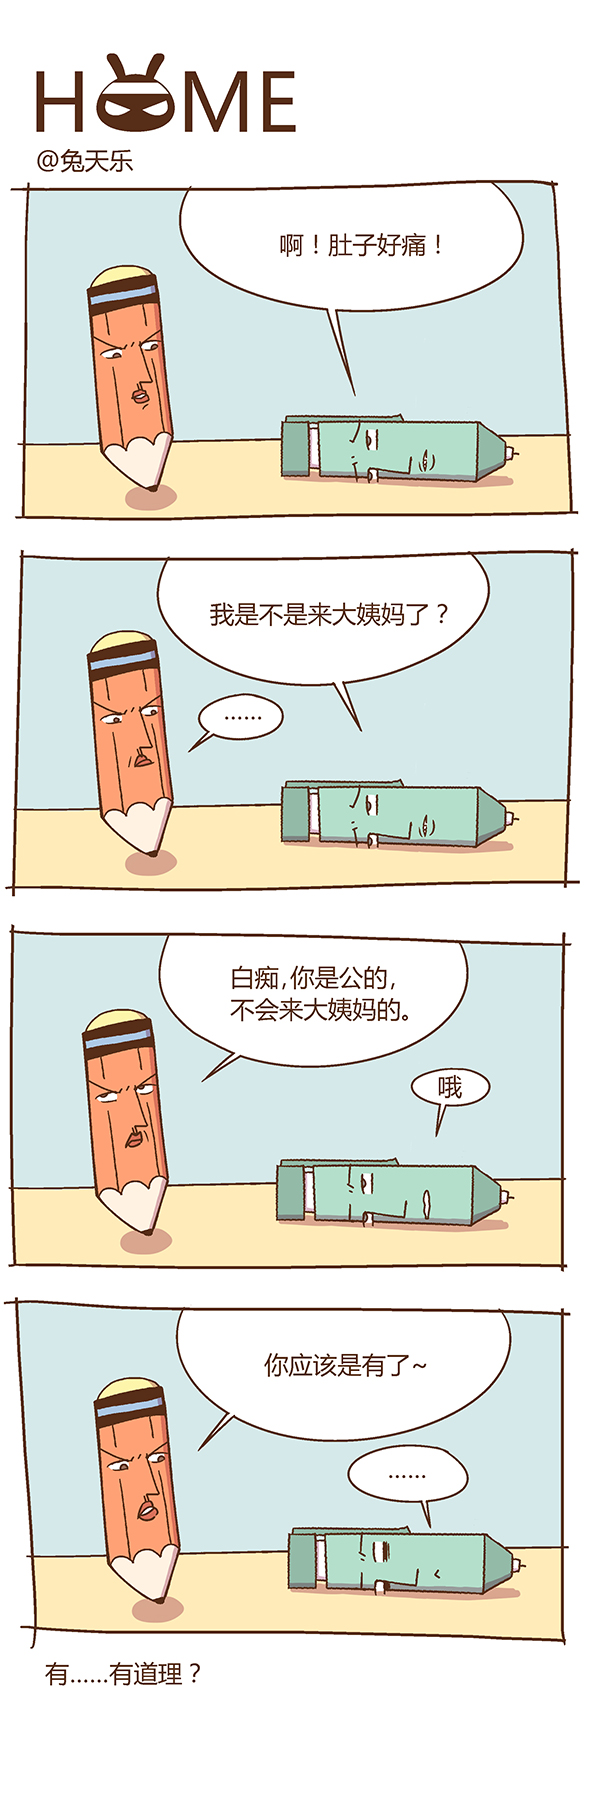 HOME
@兔天乐
啊！肚子好痛！
我是不是来大姨妈了？
……
白痴，你是公的，
不会来大姨妈的。
哦
你应该是有了~
……
有……有道理？